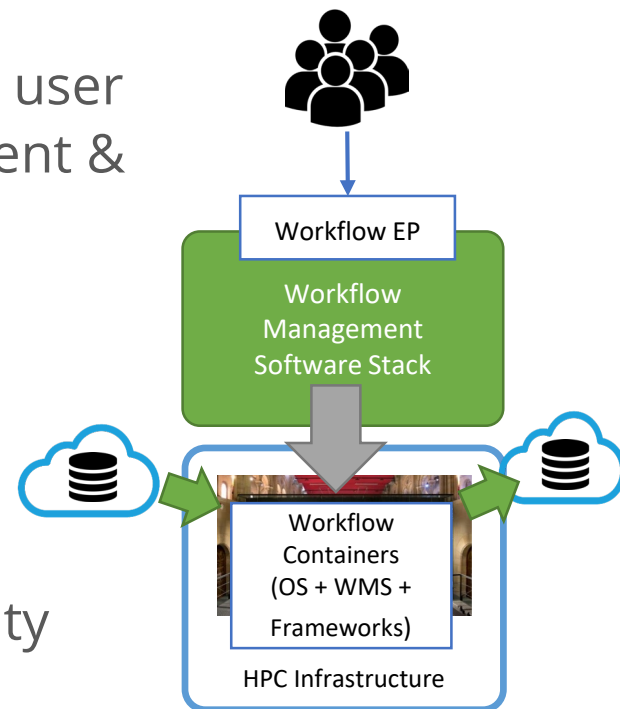 user
ent &
ty
Workflow EP
Workflow
Management
Software Stack
Workflow
Containers
(OS + WMS +
Frameworks)
HPC Infrastructure